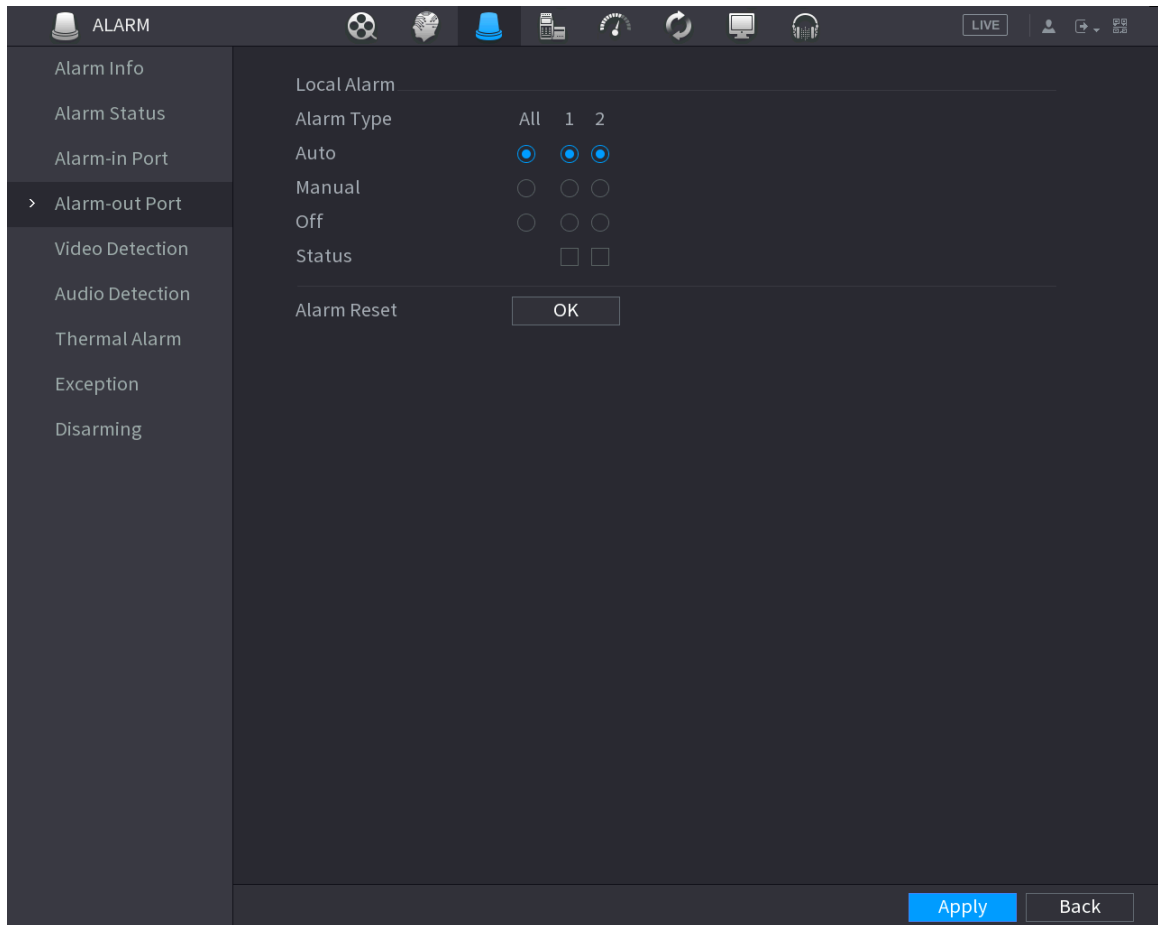 ALARM LIVE
Alarm Info
Alarm Status
Alarm-in Port
Alarm-out Port
Video Detection
Audio Detection
Thermal Alarm
Exception
Disarming
Local Alarm
Alarm Type All 1 2
Auto
Manual
Off
Status
Alarm Reset OK
Apply Back